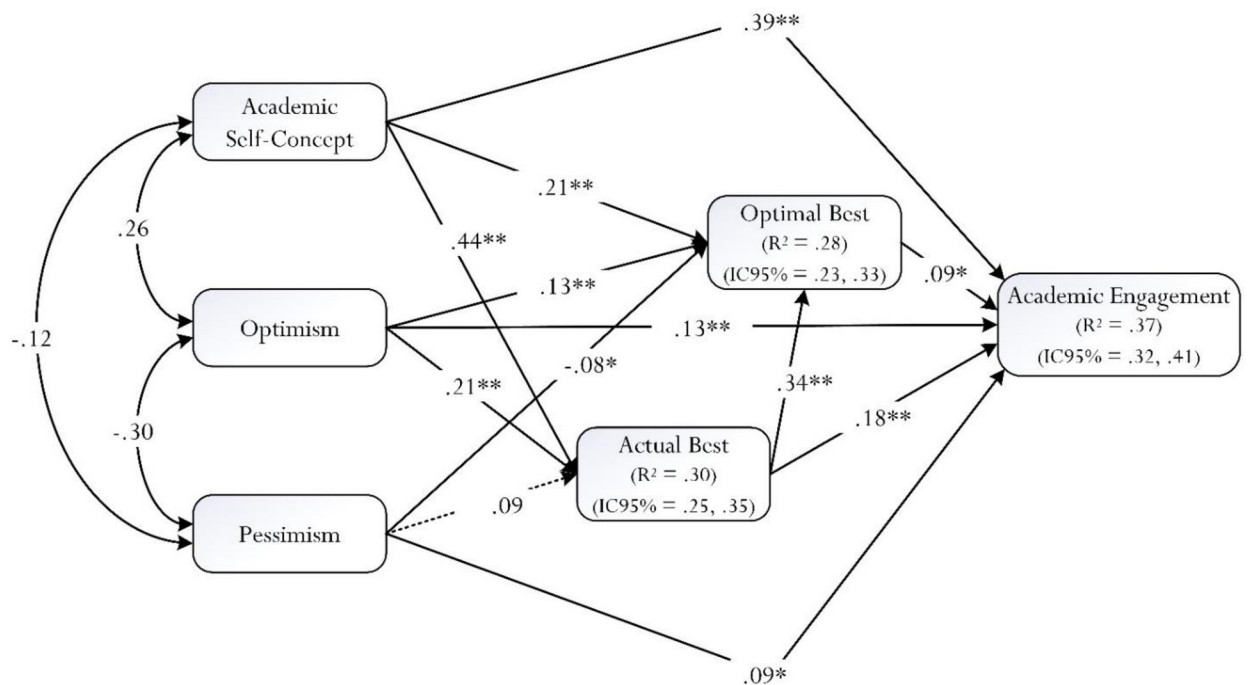 .39**
Academic
Self-Concept
.21**
Optimal Best
(R² = .28)
(IC95% = .23, .33)
.26
.44**
.09*
.13**
Academic Engagement
(R² = .37)
(IC95% = .32, .41)
Optimism
.13**
-.12
-.08*
.21**
.34**
.18**
-.30
Actual Best
(R² = .30)
(IC95% = .25, .35)
.09
Pessimism
.09*